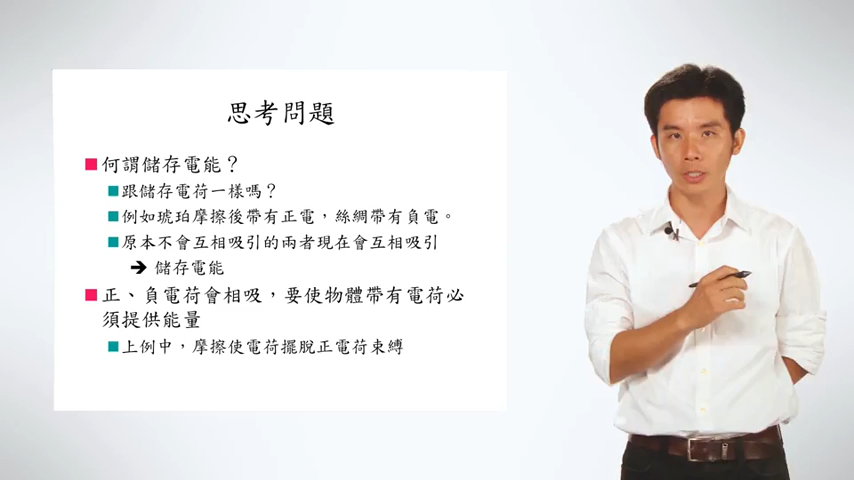 思考問題
何謂儲存電能？
跟儲存電荷一樣嗎？
例如琥珀摩擦後帶有正電，絲綢帶有負電。
原本不會互相吸引的兩者現在會互相吸引
➔ 儲存電能
正、負電荷會相吸，要使物體帶有電荷必
須提供能量
上例中，摩擦使電荷擺脫正電荷束縛